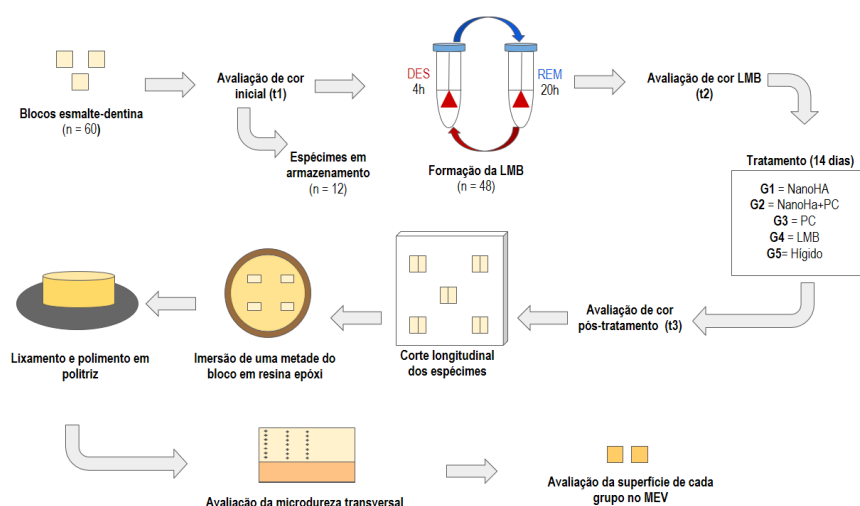 Blocos esmalte-dentina
(n = 60)
Avaliação de cor
inicial (t1)
Espécimes em
armazenamento
(n = 12)
DES
4h
REM
20h
Formação da LMB
(n = 48)
Avaliação de cor LMB
(t2)
Tratamento (14 dias)
G1 = NanoHA
G2 = NanoHa+PC
G3 = PC
G4 = LMB
G5= Hígido
Avaliação de cor
pós-tratamento (t3)
Corte longitudinal
dos espécimes
Imersão de uma metade do
bloco em resina epóxi
Lixamento e polimento em
politriz
Avaliação da microdureza transversal
Avaliação da superfície de cada
grupo no MEV